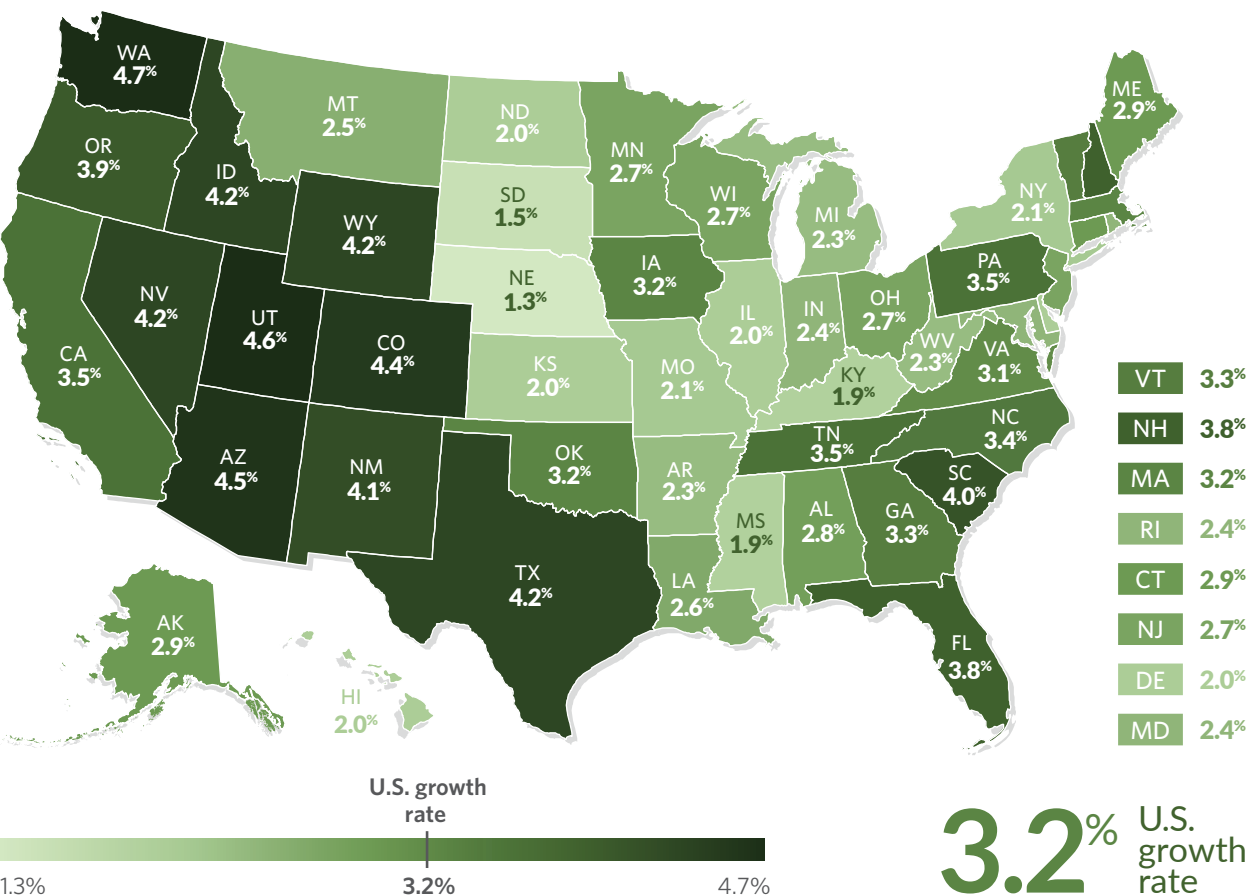 WA
4.7%
OR
3.9%
ID
4.2%
MT
2.5%
ND
2.0%
MN
2.7%
WI
2.7%
MI
2.3%
NY
2.1%
ME
2.9%
WY
4.2%
SD
1.5%
NE
1.3%
IA
3.2%
IL
2.0%
IN
2.4%
OH
2.7%
PA
3.5%
WV
2.3%
VA
3.1%
CA
3.5%
NV
4.2%
UT
4.6%
CO
4.4%
KS
2.0%
MO
2.1%
KY
1.9%
TN
3.5%
NC
3.4%
SC
4.0%
AZ
4.5%
NM
4.1%
OK
3.2%
AR
2.3%
MS
1.9%
AL
2.8%
GA
3.3%
TX
4.2%
LA
2.6%
FL
3.8%
AK
2.9%
HI
2.0%
VT 3.3%
NH 3.8%
MA 3.2%
RI 2.4%
CT 2.9%
NJ 2.7%
DE 2.0%
MD 2.4%
U.S. growth
rate
1.3% 3.2% 4.7%
3.2%
U.S.
growth
rate